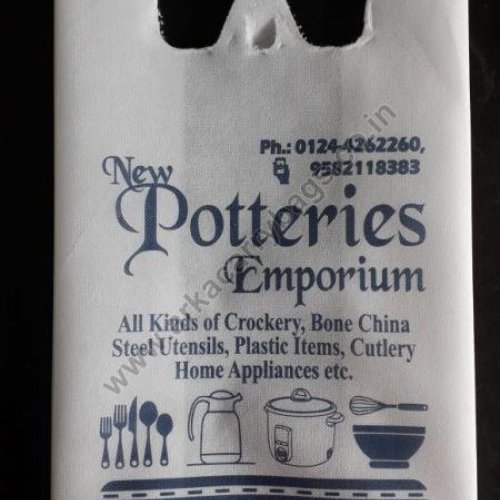 Ph.: 0124-4262260,
9582118383
New
Potteries
Emporium
All Kinds of Crockery, Bone China
Steel Utensils, Plastic Items, Cutlery
Home Appliances etc.